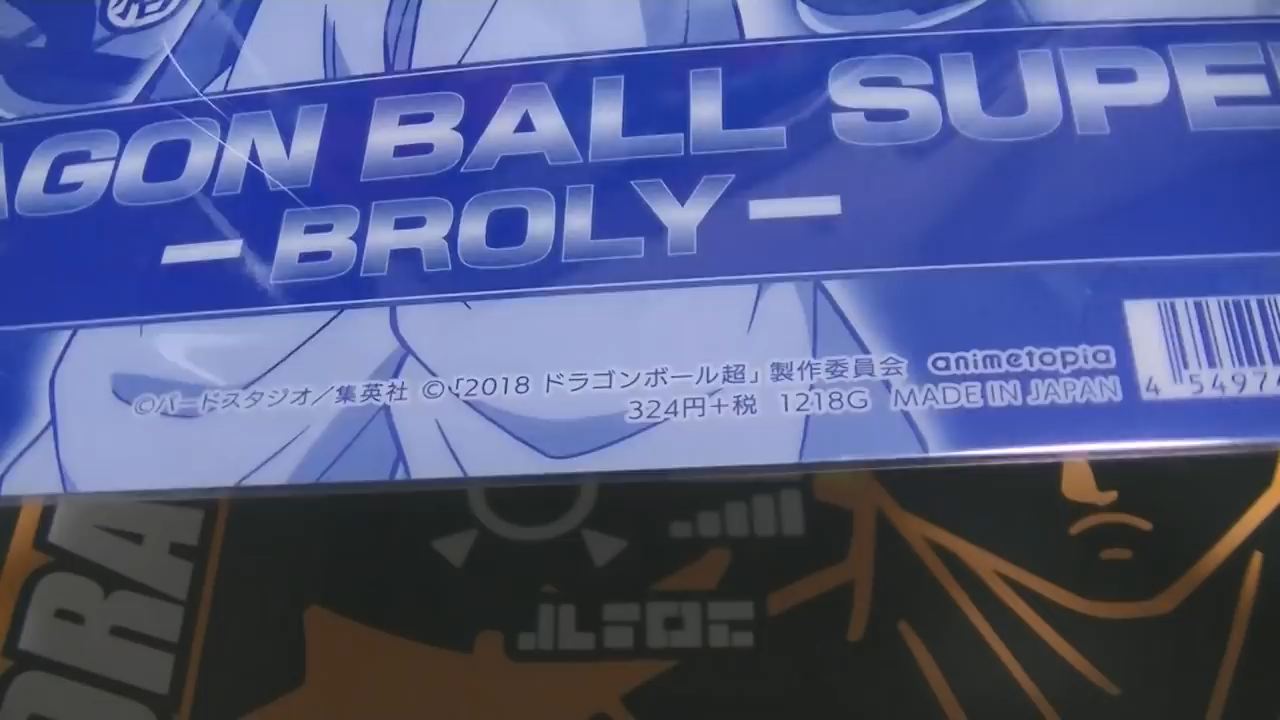 AGON BALL SUPE
- BROLY -
©バードスタジオ／集英社 ©「2018 ドラゴンボール超」製作委員会 animetopia
324円＋税 1218G MADE IN JAPAN
4 54974
ORA